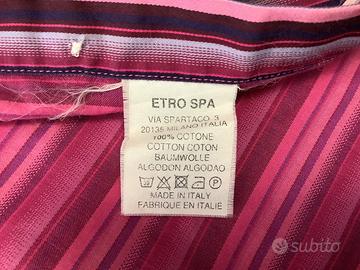 ETRO SPA
VIA SPARTACO 3
20135 MILANO ITALIA
100% COTONE
COTTON COTON
BAUMWOLLE
ALGODON ALGODAO
MADE IN ITALY
FABRIQUE EN ITALIE
subito